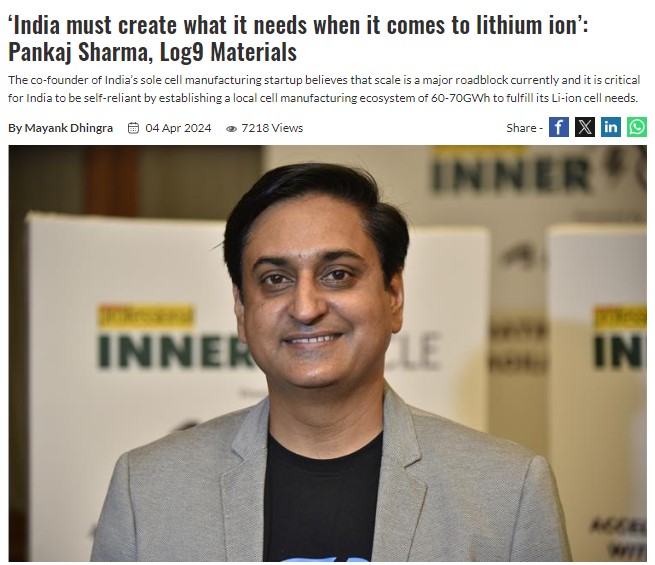 ‘India must create what it needs when it comes to lithium ion’:
Pankaj Sharma, Log9 Materials
The co-founder of India’s sole cell manufacturing startup believes that scale is a major roadblock currently and it is critical
for India to be self-reliant by establishing a local cell manufacturing ecosystem of 60-70GWh to fulfill its Li-ion cell needs.
By Mayank Dhingra 04 Apr 2024 7218 Views Share -
INNER
professional
INNER CLE
IN
ACCEL
WIT